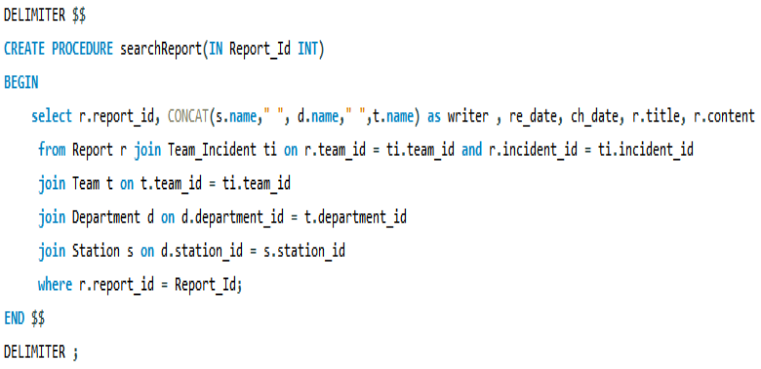 DELIMITER $$
CREATE PROCEDURE searchReport(IN Report_Id INT)
BEGIN
select r.report_id, CONCAT(s.name," ", d.name," ",t.name) as writer , re_date, ch_date, r.title, r.content
from Report r join Team_Incident ti on r.team_id = ti.team_id and r.incident_id = ti.incident_id
join Team t on t.team_id = ti.team_id
join Department d on d.department_id = t.department_id
join Station s on d.station_id = s.station_id
where r.report_id = Report_Id;
END $$
DELIMITER ;